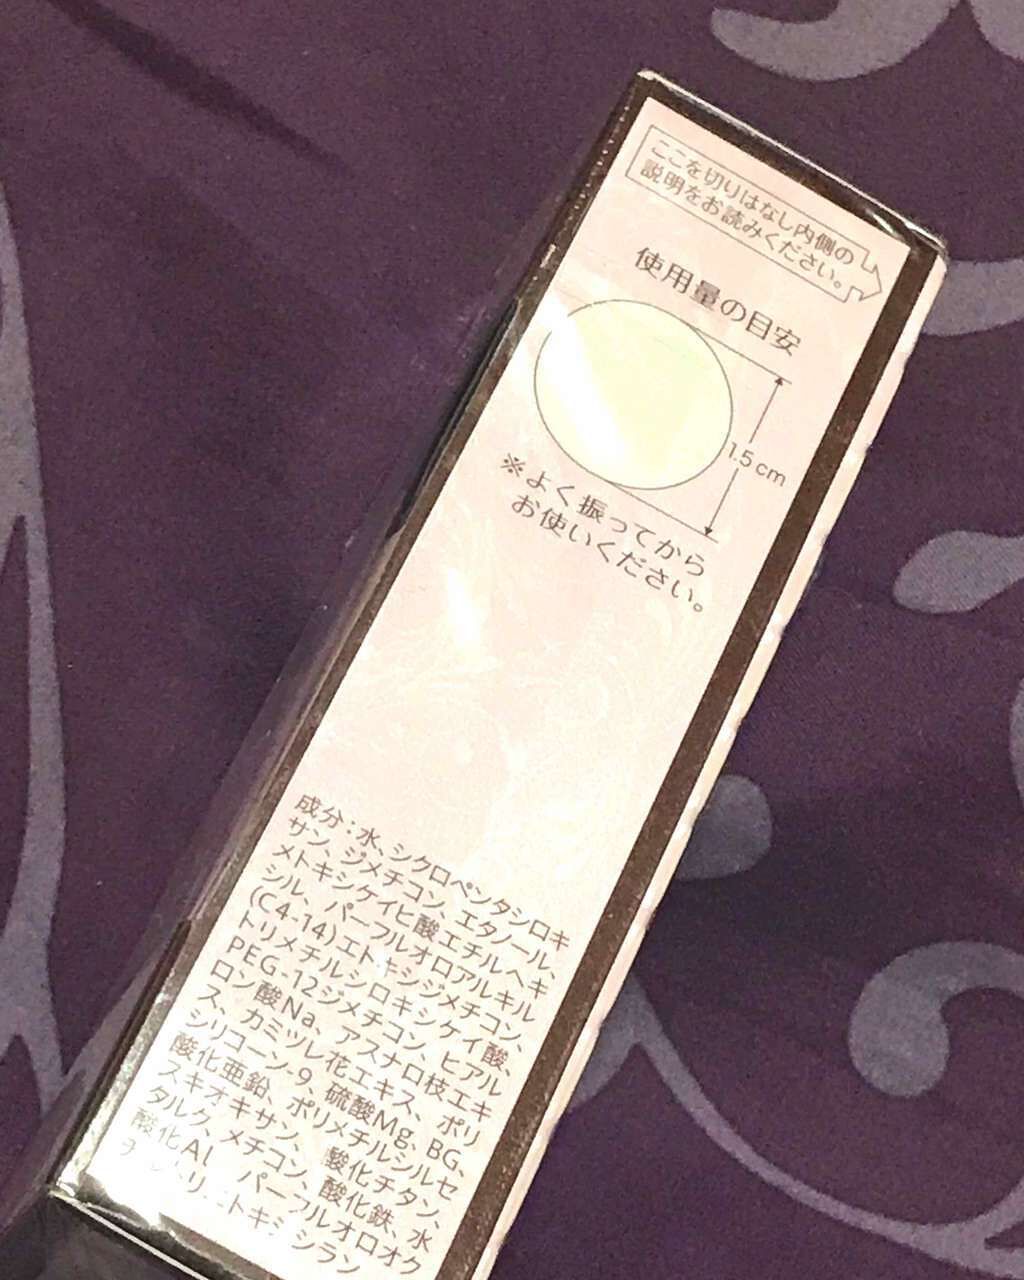 ここを切りはなし内側の
説明をお読みください。
使用量の目安
1.5cm
※よく振ってから
お使いください。
成分：水、シクロペンタシロキ
サン、ジメチコン、エタノール、
メトキシケイヒ酸エチルヘキ
シル、パーフルオロアルキル
(C4-14)エトキシジメチコン、
トリメチルシロキシケイ酸、
PEG-12ジメチコン、ヒアル
ロン酸Na、アスナロ枝エキ
ス、カミツレ花エキス、ポリ
シリコーン-9、硫酸Mg、BG、
酸化亜鉛、ポリメチルシルセ
スキオキサン、酸化チタン、
タルク、メチコン、酸化鉄、水
酸化Al、パーフルオロオク
トキシシラン